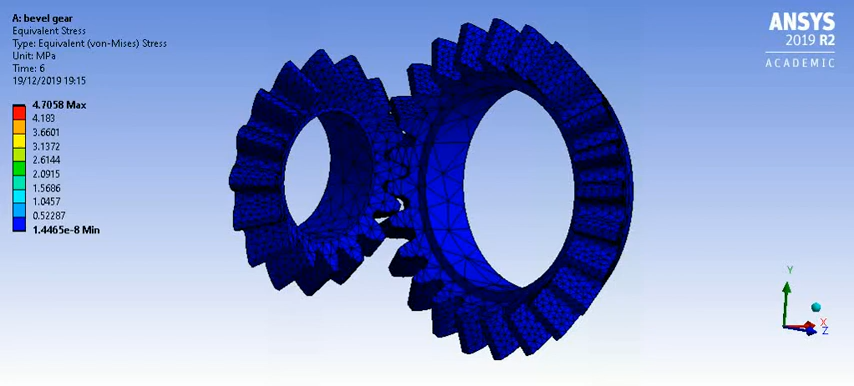 A: bevel gear
Equivalent Stress
Type: Equivalent (von-Mises) Stress
Unit: MPa
Time: 6
19/12/2019 19:15
4.7058 Max
4.183
3.6601
3.1372
2.6144
2.0915
1.5686
1.0457
0.52287
1.4465e-8 Min
ANSYS
2019 R2
ACADEMIC
Y
X
Z